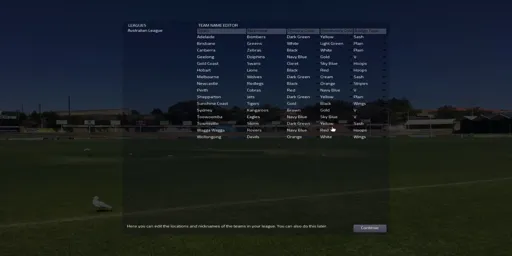 LEAGUES
Australian League
TEAM NAME EDITOR
Adelaide Bombers Dark Green Yellow Sash
Brisbane Greens White Light Green Plain
Canberra Zebras Black White Plain
Geelong Dolphins Navy Blue Gold V
Gold Coast Swans Claret Sky Blue Hoops
Hobart Lions Black Red Hoops
Melbourne Wolves Dark Green Cream Sash
Newcastle Redlegs Black Orange Stripes
Perth Cobras Red Navy Blue V
Shepparton Jets Dark Green Yellow Plain
Sunshine Coast Tigers Gold Black Wings
Sydney Kangaroos Brown Gold V
Toowoomba Eagles Navy Blue Sky Blue V
Townsville Dark Green Yellow Sash
Wagga Wagga Hawks Navy Blue Red Hoops
Wollongong Devils Orange White Wings
Here you can edit the locations and nicknames of the teams in your league. You can also do this later.
Continue